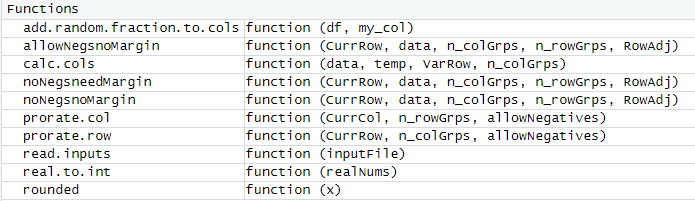 Functions
add.random.fraction.to.cols function (df, my_col)
allowNegsnoMargin function (CurrRow, data, n_colGrps, n_rowGrps, RowAdj)
calc.cols function (data, temp, VarRow, n_colGrps)
noNegsneedMargin function (CurrRow, data, n_colGrps, n_rowGrps, RowAdj)
noNegsnoMargin function (CurrRow, data, n_colGrps, n_rowGrps, RowAdj)
prorate.col function (CurrCol, n_rowGrps, allowNegatives)
prorate.row function (CurrRow, n_colGrps, allowNegatives)
read.inputs function (inputFile)
real.to.int function (realNums)
rounded function (x)